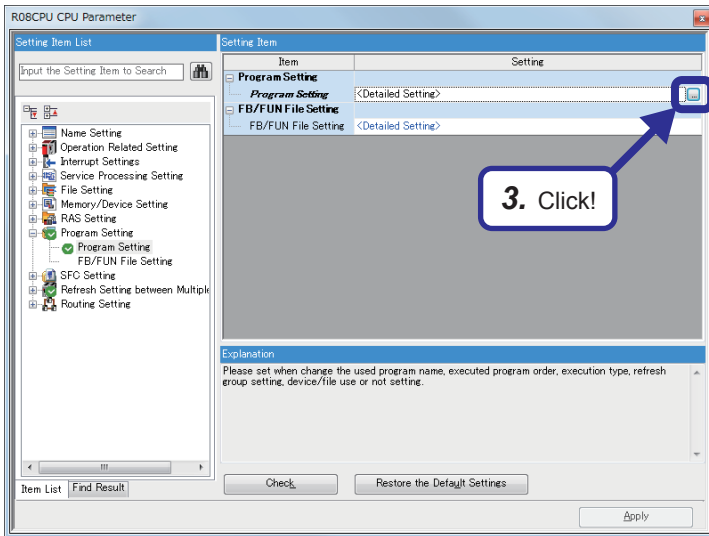 R08CPU CPU Parameter
Setting Item List
Input the Setting Item to Search
Name Setting
Operation Related Setting
Interrupt Settings
Service Processing Setting
File Setting
Memory/Device Setting
RAS Setting
Program Setting
Program Setting
FB/FUN File Setting
SFC Setting
Refresh Setting between Multiple
Routing Setting
Item List Find Result
Setting Item
Item Setting
Program Setting
Program Setting <Detailed Setting> ...
FB/FUN File Setting
FB/FUN File Setting <Detailed Setting>
3. Click!
Explanation
Please set when change the used program name, executed program order, execution type, refresh
group setting, device/file use or not setting.
Check Restore the Default Settings
Apply